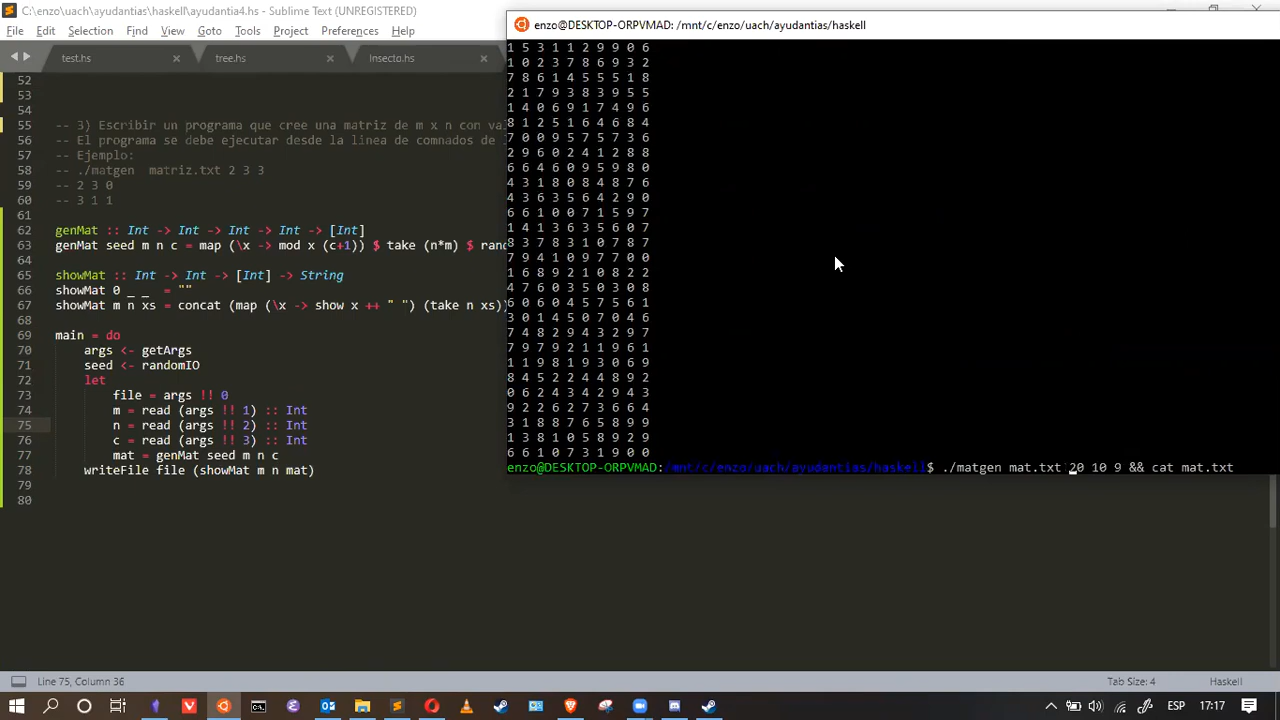 C:\enzo\uach\ayudantias\haskell\ayudantia4.hs - Sublime Text (UNREGISTERED)
File Edit Selection Find View Goto Tools Project Preferences Help
test.hs tree.hs Insecto.hs
52
53
54
55 -- 3) Escribir un programa que cree una matriz de m x n con va
56 -- El programa se debe ejecutar desde la linea de comnados de l
57 -- Ejemplo:
58 -- ./matgen  matriz.txt 2 3 3
59 -- 2 3 0
60 -- 3 1 1
61
62 genMat :: Int -> Int -> Int -> Int -> [Int]
63 genMat seed m n c = map (\x -> mod x (c+1)) $ take (n*m) $ ran
64
65 showMat :: Int -> Int -> [Int] -> String
66 showMat 0 _ _  = ""
67 showMat m n xs = concat (map (\x -> show x ++ " ") (take n xs))
68
69 main = do
70 args <- getArgs
71 seed <- randomIO
72 let
73 file = args !! 0
74 m = read (args !! 1) :: Int
75 n = read (args !! 2) :: Int
76 c = read (args !! 3) :: Int
77 mat = genMat seed m n c
78 writeFile file (showMat m n mat)
79
80
enzo@DESKTOP-ORPVMAD: /mnt/c/enzo/uach/ayudantias/haskell
1 5 3 1 1 2 9 9 0 6
1 0 2 3 7 8 6 9 3 2
7 8 6 1 4 5 5 5 1 8
2 1 7 9 3 8 3 9 5 5
1 4 0 6 9 1 7 4 9 6
8 1 2 5 1 6 4 6 8 4
7 0 0 9 5 7 5 7 3 6
2 9 6 0 2 4 1 2 8 8
6 6 4 6 0 9 5 9 8 0
4 3 1 8 0 8 4 8 7 6
4 3 6 3 5 6 4 2 9 0
6 6 1 0 0 7 1 5 9 7
1 4 1 3 6 3 5 6 0 7
8 3 7 8 3 1 0 7 8 7
7 9 4 1 0 9 7 7 0 0
1 6 8 9 2 1 0 8 2 2
4 7 6 0 3 5 0 3 0 8
6 0 6 0 4 5 7 5 6 1
3 0 1 4 5 0 7 0 4 6
7 4 8 2 9 4 3 2 9 7
7 9 7 9 2 1 1 9 6 1
1 1 9 8 1 9 3 0 6 9
8 4 5 2 2 4 4 8 9 2
0 6 2 4 3 4 2 9 4 3
9 2 2 6 2 7 3 6 6 4
3 1 8 8 7 6 5 8 9 9
1 3 8 1 0 5 8 9 2 9
6 6 1 0 7 3 1 9 0 0
enzo@DESKTOP-ORPVMAD:/mnt/c/enzo/uach/ayudantias/haskell$ ./matgen mat.txt 20 10 9 && cat mat.txt
Line 75, Column 36 Tab Size: 4 Haskell
ESP 17:17